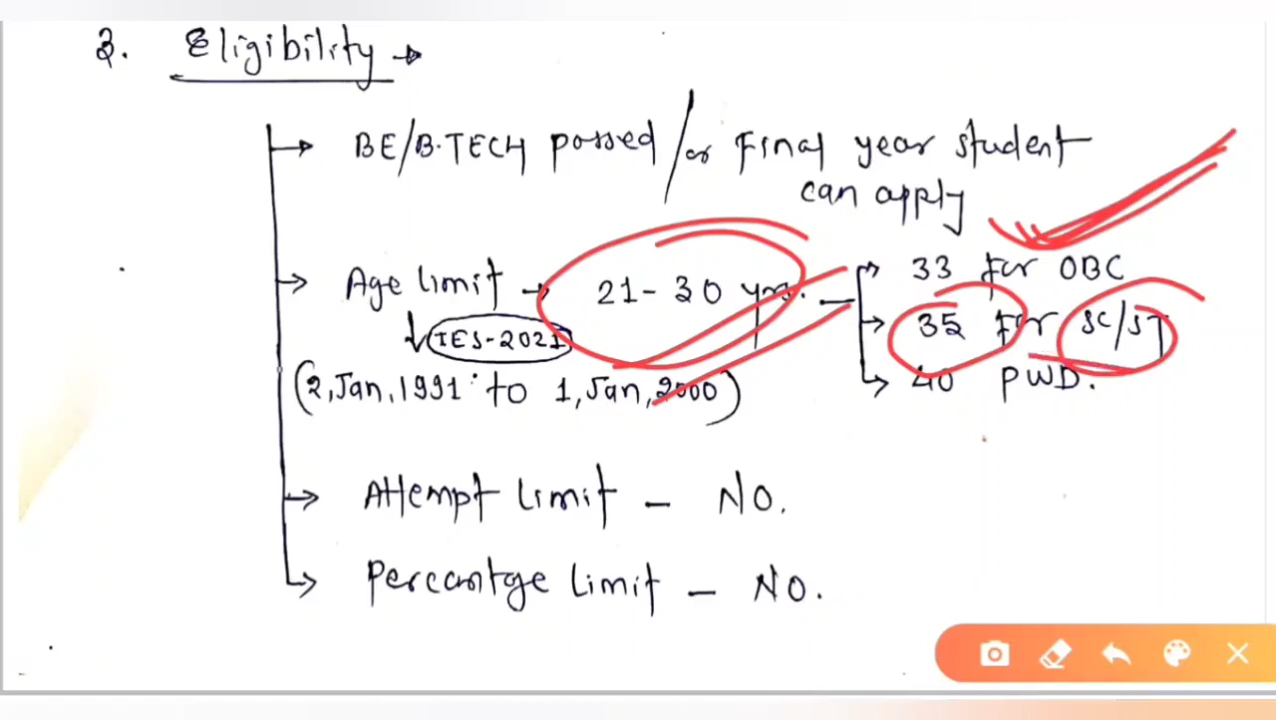 3. Eligibility →
→ BE/B.TECH passed / or Final year student
can apply
→ Age limit → 21-30 yrs. — → 33 for OBC
↓ IES-2021 → 35 for SC/ST
(2, Jan, 1991 to 1, Jan, 2000) → 40 PWD.
→ Attempt limit - NO.
→ Percantge limit - NO.